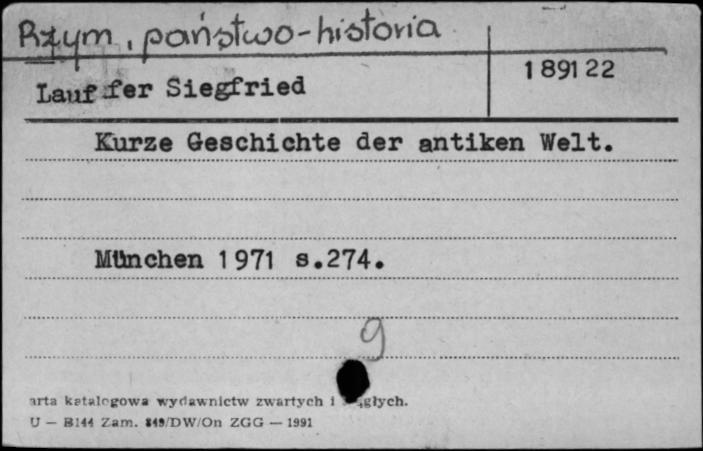 Rzym, państwo-historia
Lauffer Siegfried
189122
Kurze Geschichte der antiken Welt.
München 1971 s.274.
9
arta katalogowa wydawnictw zwartych i głych.
U — B144 Zam. 849/DW/On ZGG — 1991